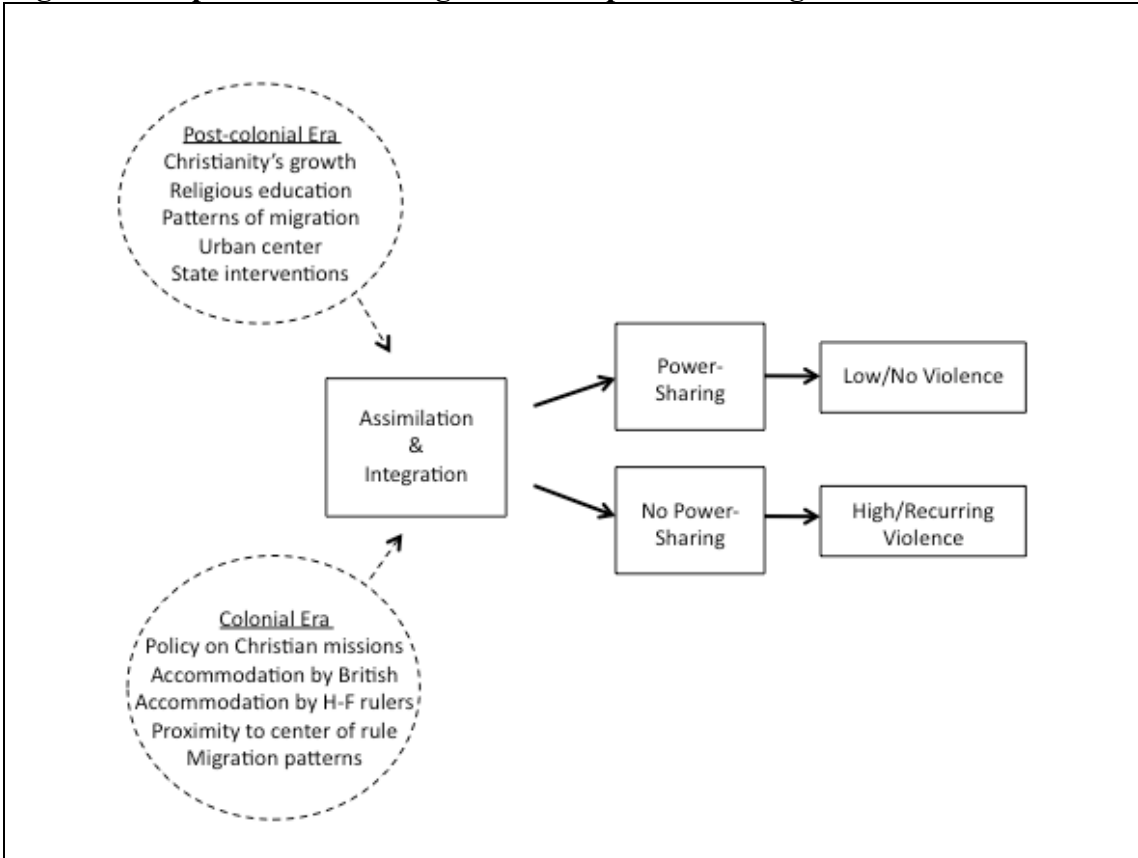 Post-colonial Era
Christianity's growth
Religious education
Patterns of migration
Urban center
State interventions
Assimilation
&
Integration
Power-
Sharing
Low/No Violence
No Power-
Sharing
High/Recurring
Violence
Colonial Era
Policy on Christian missions
Accommodation by British
Accommodation by H-F rulers
Proximity to center of rule
Migration patterns